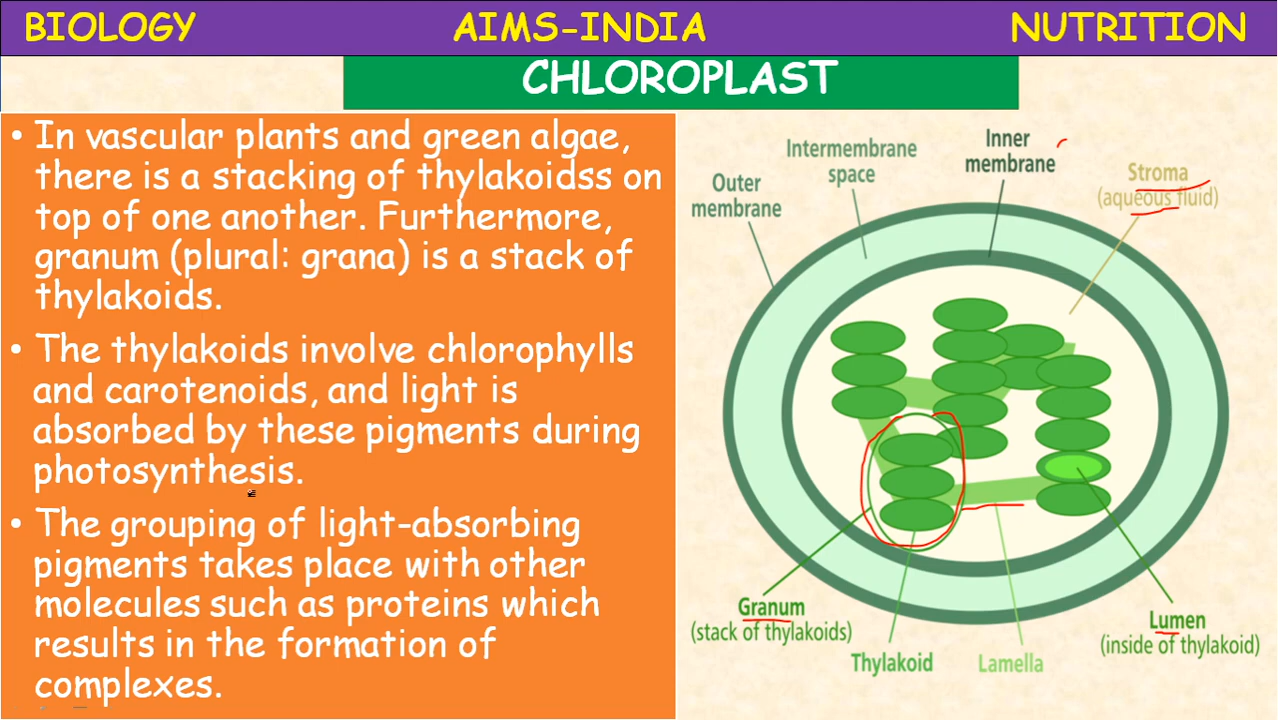 BIOLOGY AIMS-INDIA NUTRITION
CHLOROPLAST
• In vascular plants and green algae,
there is a stacking of thylakoidss on
top of one another. Furthermore,
granum (plural: grana) is a stack of
thylakoids.
• The thylakoids involve chlorophylls
and carotenoids, and light is
absorbed by these pigments during
photosynthesis.
• The grouping of light-absorbing
pigments takes place with other
molecules such as proteins which
results in the formation of
complexes.
Outer
membrane
Intermembrane
space
Inner
membrane
Stroma
(aqueous fluid)
Granum
(stack of thylakoids)
Thylakoid
Lamella
Lumen
(inside of thylakoid)